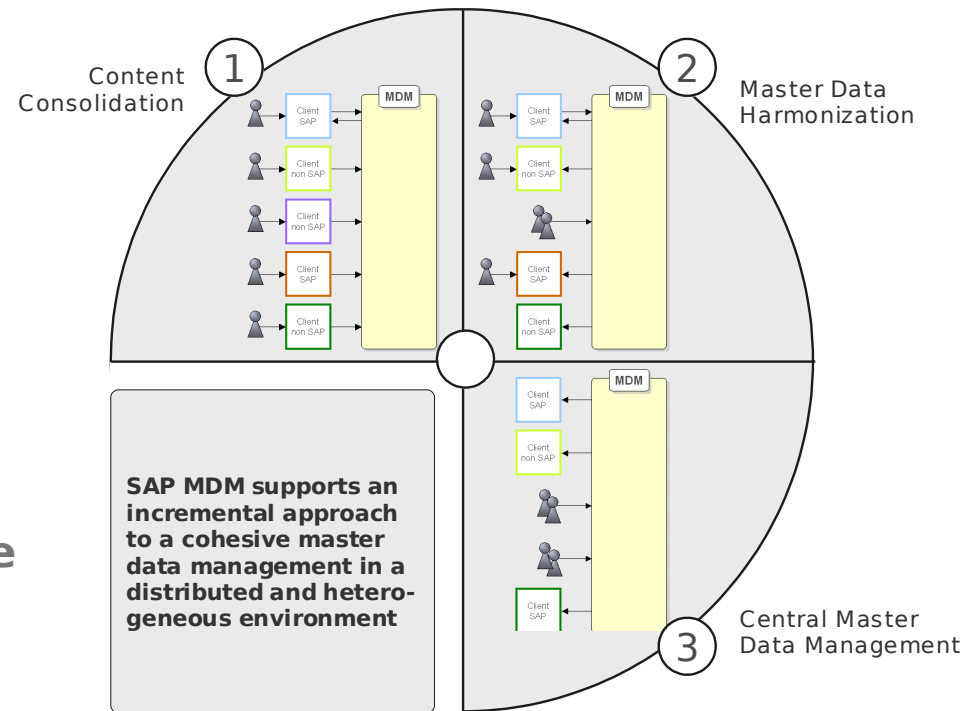 1
Content
Consolidation
MDM
Client
SAP
Client
non SAP
Client
non SAP
Client
SAP
Client
non SAP
2
Master Data
Harmonization
MDM
Client
SAP
Client
non SAP
Client
SAP
Client
non SAP
MDM
Client
SAP
Client
non SAP
Client
SAP
3
Central Master
Data Management
SAP MDM supports an
incremental approach
to a cohesive master
data management in a
distributed and hetero-
geneous environment
e